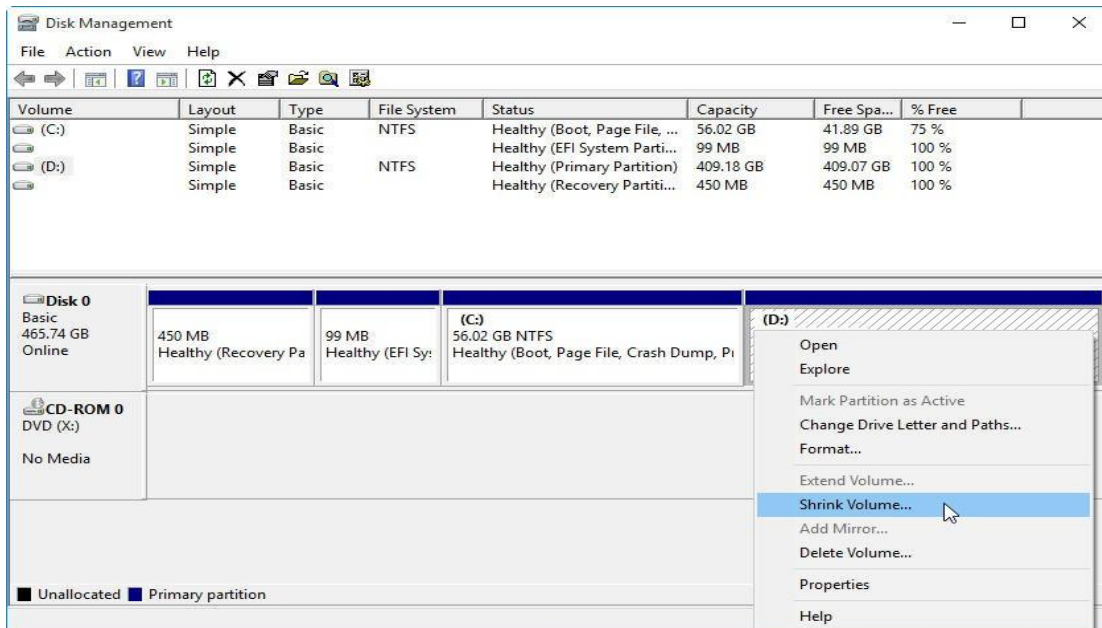 Disk Management
File Action View Help
Volume Layout Type File System Status Capacity Free Spa... % Free
(C:) Simple Basic NTFS Healthy (Boot, Page File, ... 56.02 GB 41.89 GB 75 %
Simple Basic Healthy (EFI System Parti... 99 MB 99 MB 100 %
(D:) Simple Basic NTFS Healthy (Primary Partition) 409.18 GB 409.07 GB 100 %
Simple Basic Healthy (Recovery Partiti... 450 MB 450 MB 100 %
Disk 0
Basic
465.74 GB
Online
450 MB
Healthy (Recovery Pa
99 MB
Healthy (EFI Sy
(C:)
56.02 GB NTFS
Healthy (Boot, Page File, Crash Dump, P
(D:)
Open
Explore
Mark Partition as Active
Change Drive Letter and Paths...
Format...
Extend Volume...
Shrink Volume...
Add Mirror...
Delete Volume...
Properties
Help
CD-ROM 0
DVD (X:)
No Media
Unallocated Primary partition